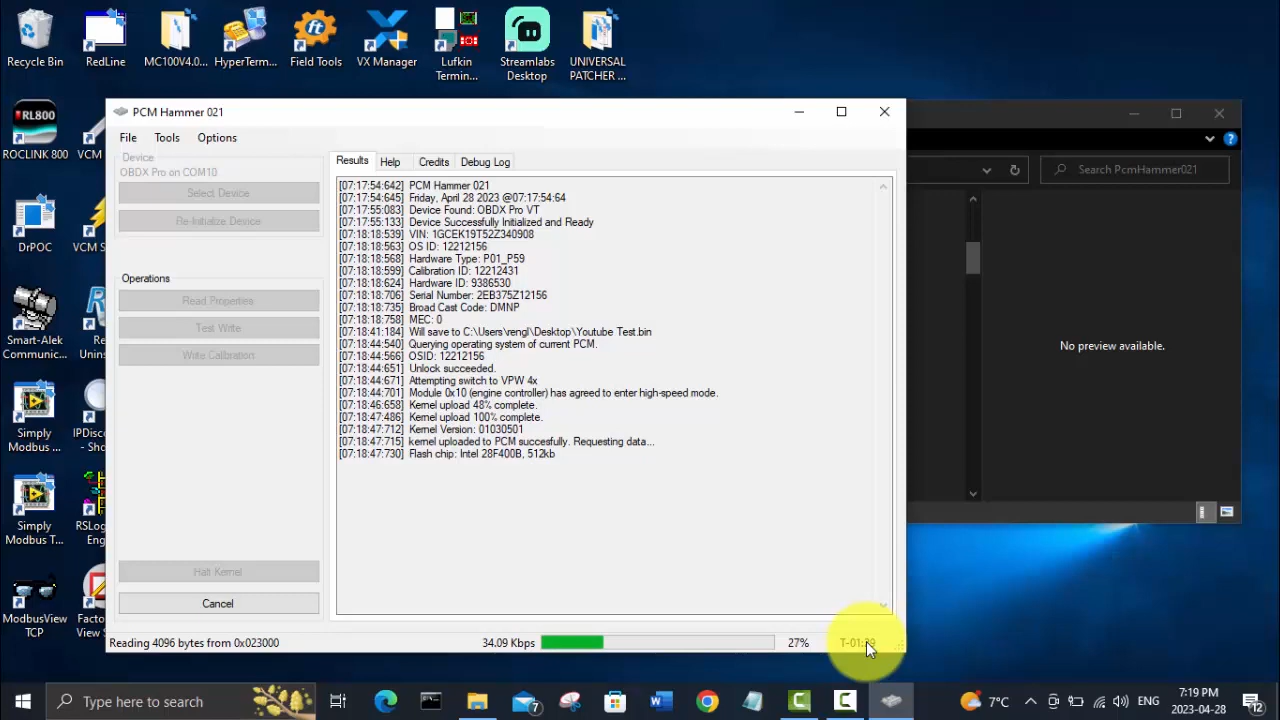 Recycle Bin
RedLine
MC100V4.0...
HyperTerm...
Field Tools
VX Manager
Lufkin
Termin...
Streamlabs
Desktop
UNIVERSAL
PATCHER ...
RL800
ROCLINK 800
VCM
DrPOC
VCM S
Smart-Alek
Communic...
Re
Unins
Simply
Modbus ...
IPDisco
- Sho
Simply
Modbus T...
RSLog
Eng
ModbusView
TCP
Facto
View S
PCM Hammer 021
File
Tools
Options
Device
OBDX Pro on COM10
Select Device
Re-Initialize Device
Operations
Read Properties
Test Write
Write Calibration
Halt Kernel
Cancel
Results
Help
Credits
Debug Log
[07:17:54:642] PCM Hammer 021
[07:17:54:645] Friday, April 28 2023 @07:17:54:64
[07:17:55:083] Device Found: OBDX Pro VT
[07:17:55:133] Device Successfully Initialized and Ready
[07:18:18:539] VIN: 1GCEK19T52Z340908
[07:18:18:563] OS ID: 12212156
[07:18:18:568] Hardware Type: P01_P59
[07:18:18:599] Calibration ID: 12212431
[07:18:18:624] Hardware ID: 9386530
[07:18:18:706] Serial Number: 2EB375Z12156
[07:18:18:735] Broad Cast Code: DMNP
[07:18:18:758] MEC: 0
[07:18:41:184] Will save to C:\Users\rengl\Desktop\Youtube Test.bin
[07:18:44:540] Querying operating system of current PCM.
[07:18:44:566] OSID: 12212156
[07:18:44:651] Unlock succeeded.
[07:18:44:671] Attempting switch to VPW 4x
[07:18:44:701] Module 0x10 (engine controller) has agreed to enter high-speed mode.
[07:18:46:658] Kernel upload 48% complete.
[07:18:47:486] Kernel upload 100% complete.
[07:18:47:712] Kernel Version: 01030501
[07:18:47:715] kernel uploaded to PCM succesfully. Requesting data...
[07:18:47:730] Flash chip: Intel 28F400B, 512kb
Reading 4096 bytes from 0x023000
34.09 Kbps
27%
Search PcmHammer021
No preview available.
Type here to search
7
7°C
ENG
7:19 PM
2023-04-28
12